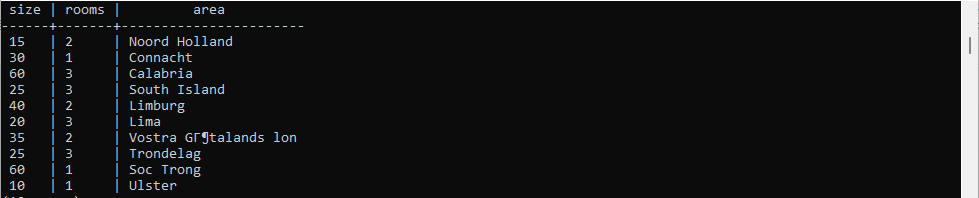 size | rooms | area
------+-------+-----------------------
15 | 2 | Noord Holland
30 | 1 | Connacht
60 | 3 | Calabria
25 | 3 | South Island
40 | 2 | Limburg
20 | 3 | Lima
35 | 2 | Vostra GГ¶talands lon
25 | 3 | Trondelag
60 | 1 | Soc Trong
10 | 1 | Ulster